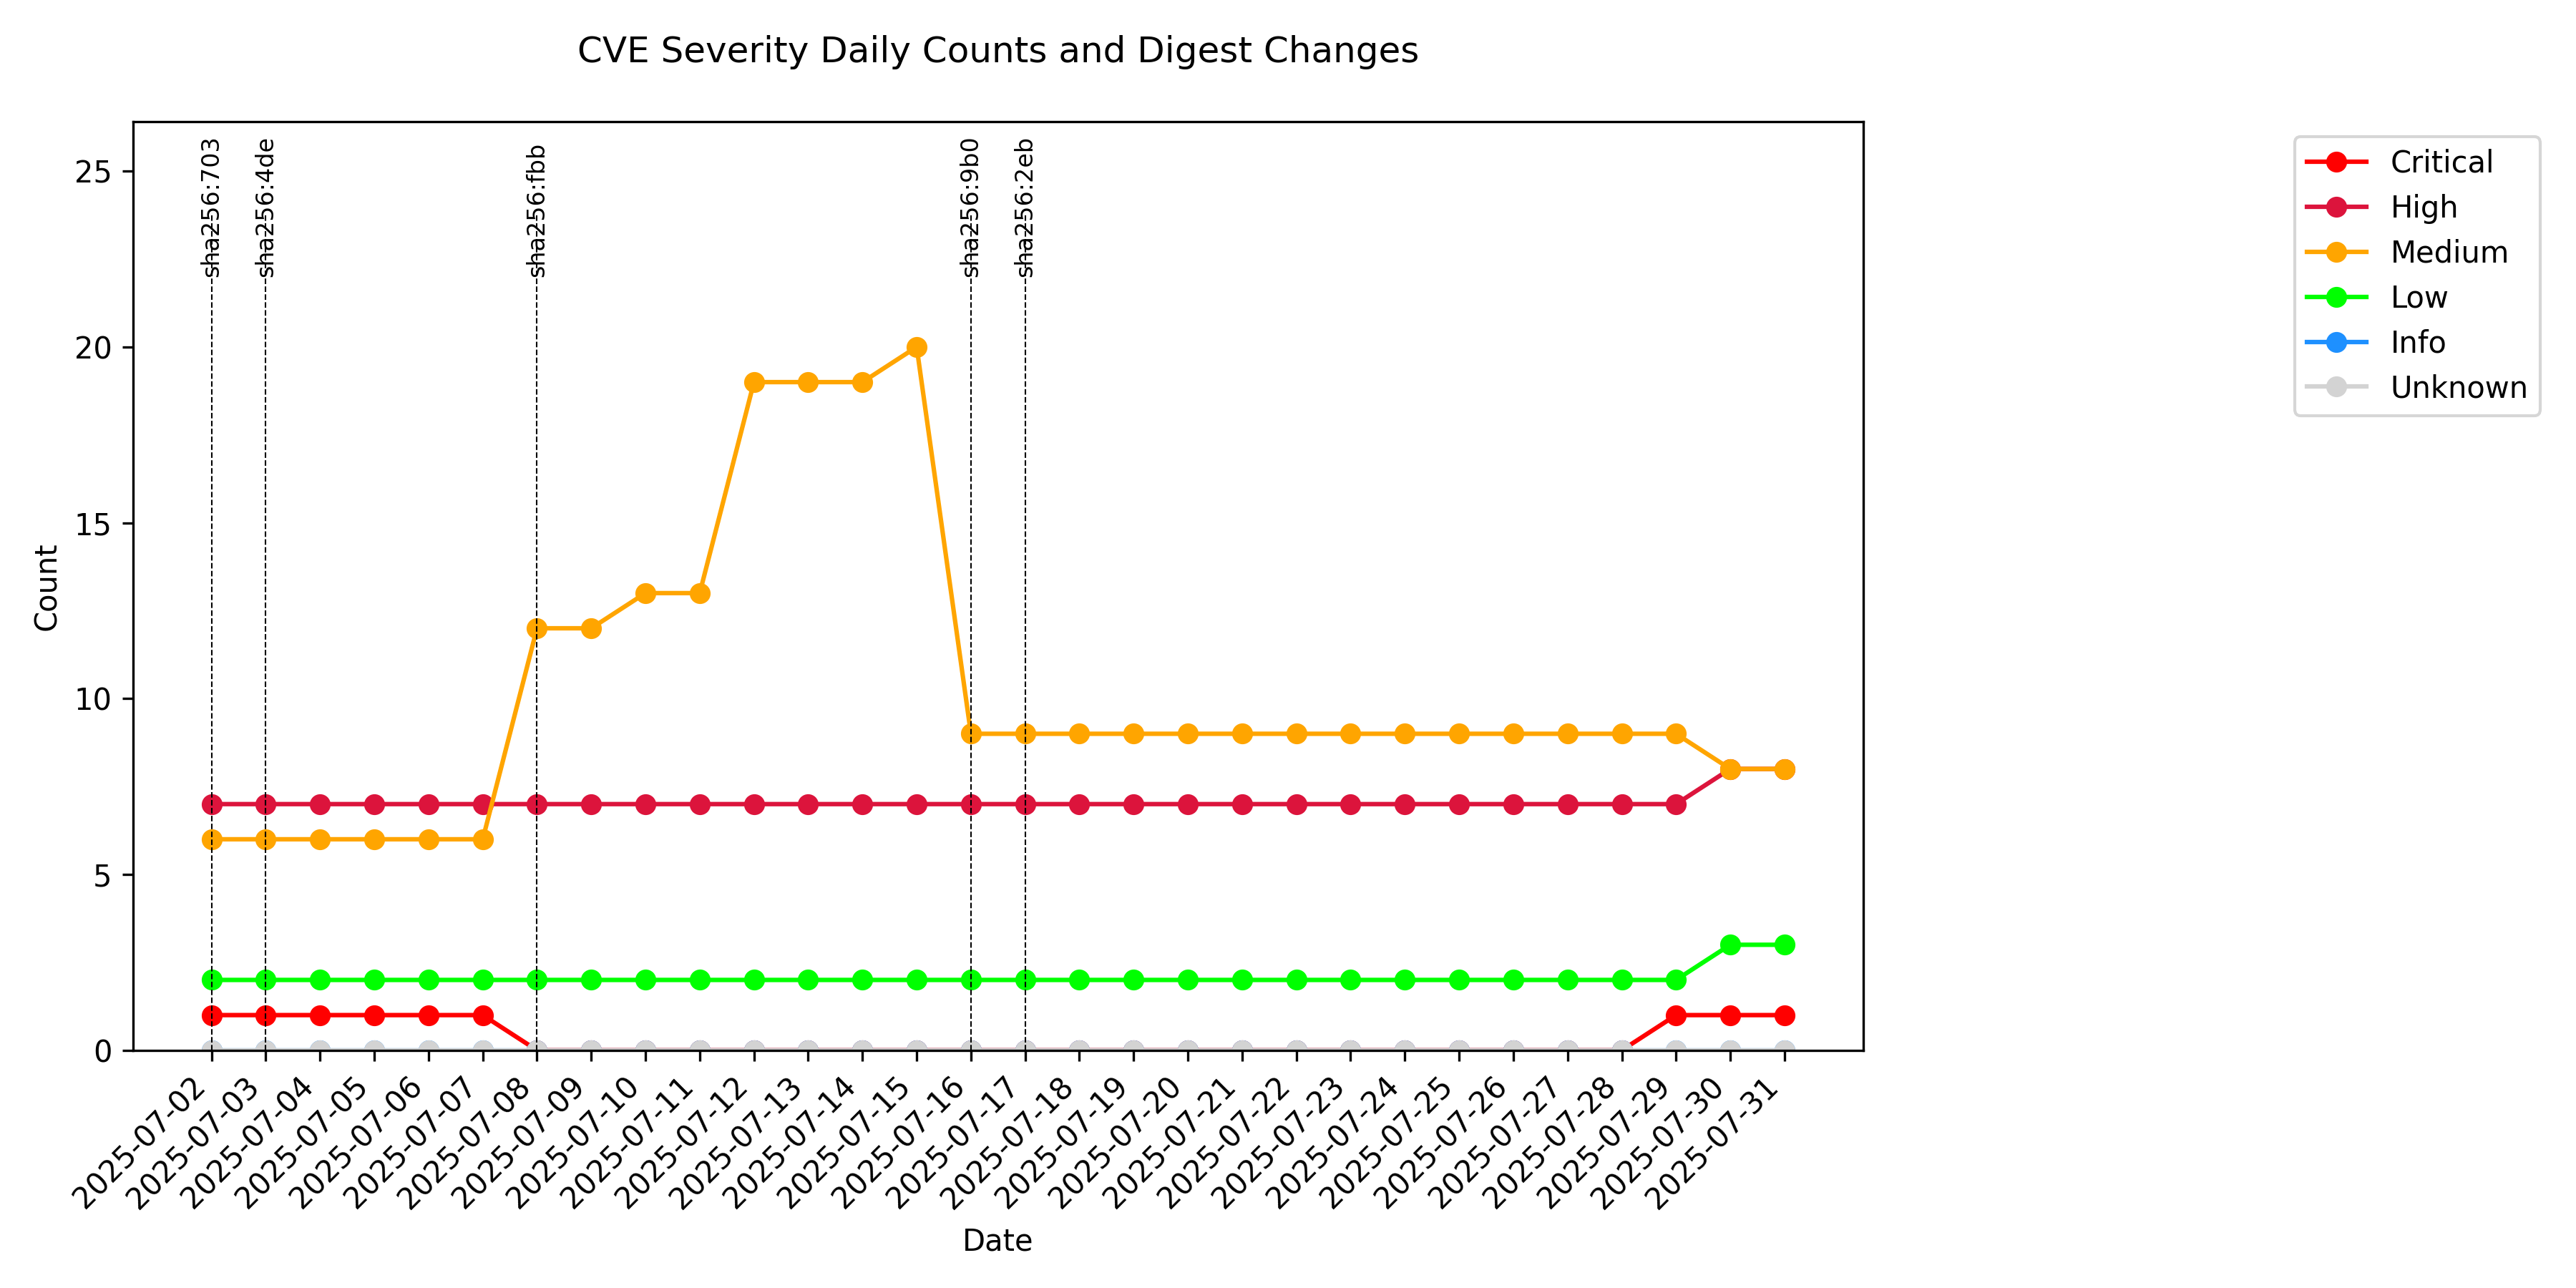 CVE Severity Daily Counts and Digest Changes
sha256:703
sha256:4de
sha256:fbb
sha256:9b0
sha256:2eb
Critical
High
Medium
Low
Info
Unknown
Count
25
20
15
10
5
0
2025-07-02
2025-07-03
2025-07-04
2025-07-05
2025-07-06
2025-07-07
2025-07-08
2025-07-09
2025-07-10
2025-07-11
2025-07-12
2025-07-13
2025-07-14
2025-07-15
2025-07-16
2025-07-17
2025-07-18
2025-07-19
2025-07-20
2025-07-21
2025-07-22
2025-07-23
2025-07-24
2025-07-25
2025-07-26
2025-07-27
2025-07-28
2025-07-29
2025-07-30
2025-07-31
Date